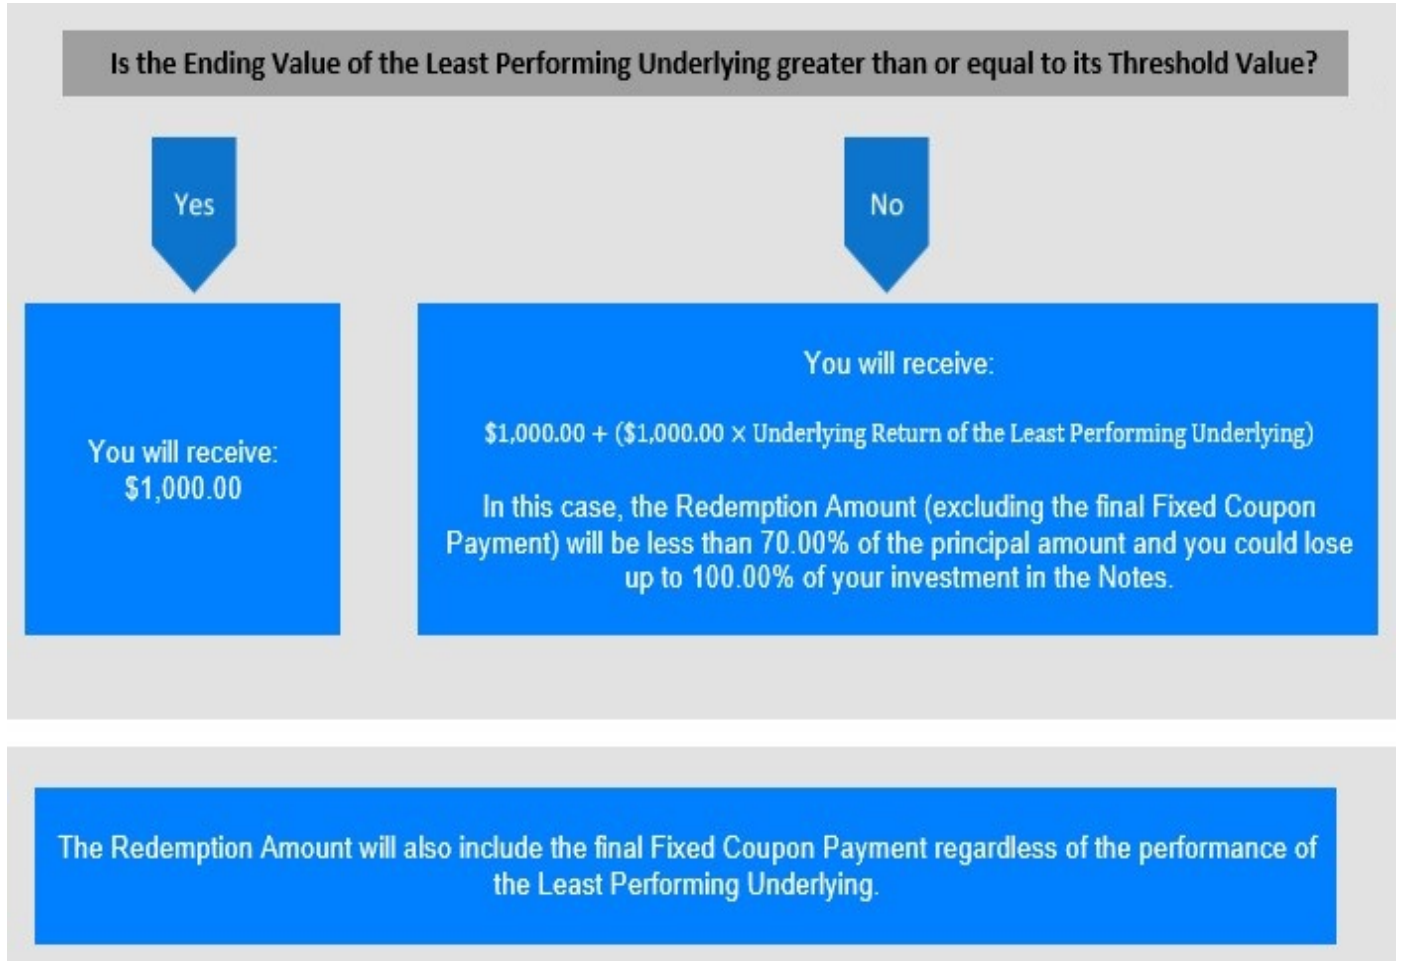 Is the Ending Value of the Least Performing Underlying greater than or equal to its Threshold Value?
Yes
No
You will receive:
$1,000.00
You will receive:
$1,000.00 + ($1,000.00 × Underlying Return of the Least Performing Underlying)
In this case, the Redemption Amount (excluding the final Fixed Coupon
Payment) will be less than 70.00% of the principal amount and you could lose
up to 100.00% of your investment in the Notes.
The Redemption Amount will also include the final Fixed Coupon Payment regardless of the performance of
the Least Performing Underlying.